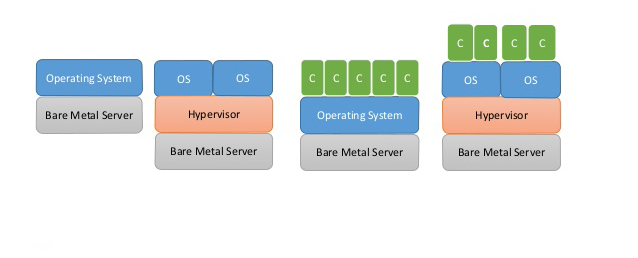 Operating System
Bare Metal Server
OS OS
Hypervisor
Bare Metal Server
C C C C C
Operating System
Bare Metal Server
C C C C
OS OS
Hypervisor
Bare Metal Server